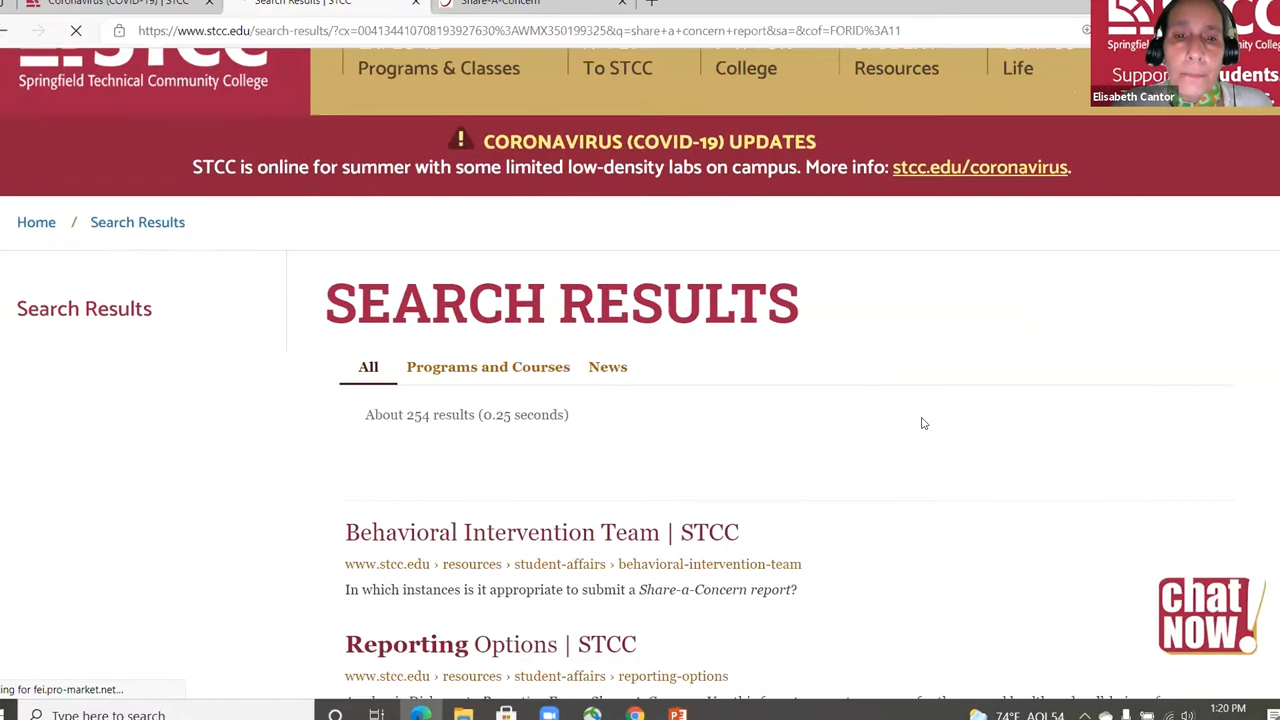 Coronavirus (COVID-19) | STCC
Search Results | STCC
Share-A-Concern
https://www.stcc.edu/search-results/?cx=004134410708193927630%3AWMX350199325&q=share+a+concern+report&sa=&cof=FORID%3A11
STCC
Springfield Technical Community College
Programs & Classes
To STCC
College
Resources
Life
Springfield
Support
tudents.
Elisabeth Cantor
CORONAVIRUS (COVID-19) UPDATES
STCC is online for summer with some limited low-density labs on campus. More info: stcc.edu/coronavirus.
Home / Search Results
Search Results
SEARCH RESULTS
All Programs and Courses News
About 254 results (0.25 seconds)
Behavioral Intervention Team | STCC
www.stcc.edu › resources › student-affairs › behavioral-intervention-team
In which instances is it appropriate to submit a Share-a-Concern report?
Reporting Options | STCC
www.stcc.edu › resources › student-affairs › reporting-options
chat
NOW!
ing for fei.pro-market.net...
Type here to search
74°F AQI 54
1:20 PM